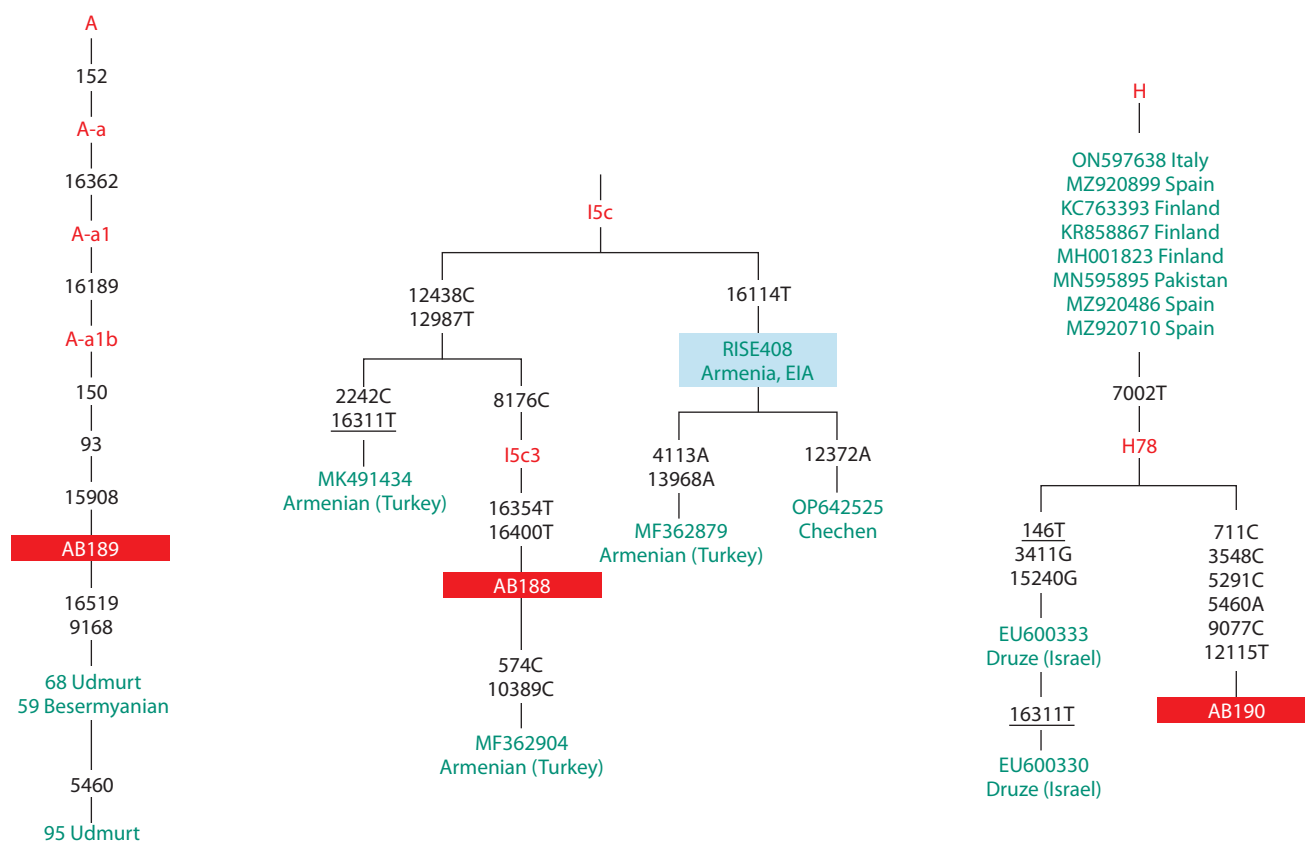 A
152
A-a
16362
A-a1
16189
A-a1b
150
93
15908
AB189
16519
9168
68 Udmurt
59 Besermyanian
5460
95 Udmurt
I5c
12438C
12987T
2242C
16311T
MK491434
Armenian (Turkey)
8176C
I5c3
16354T
16400T
AB188
574C
10389C
MF362904
Armenian (Turkey)
16114T
RISE408
Armenia, EIA
4113A
13968A
MF362879
Armenian (Turkey)
12372A
OP642525
Chechen
H
ON597638 Italy
MZ920899 Spain
KC763393 Finland
KR858867 Finland
MH001823 Finland
MN595895 Pakistan
MZ920486 Spain
MZ920710 Spain
7002T
H78
146T
3411G
15240G
EU600333
Druze (Israel)
16311T
EU600330
Druze (Israel)
711C
3548C
5291C
5460A
9077C
12115T
AB190